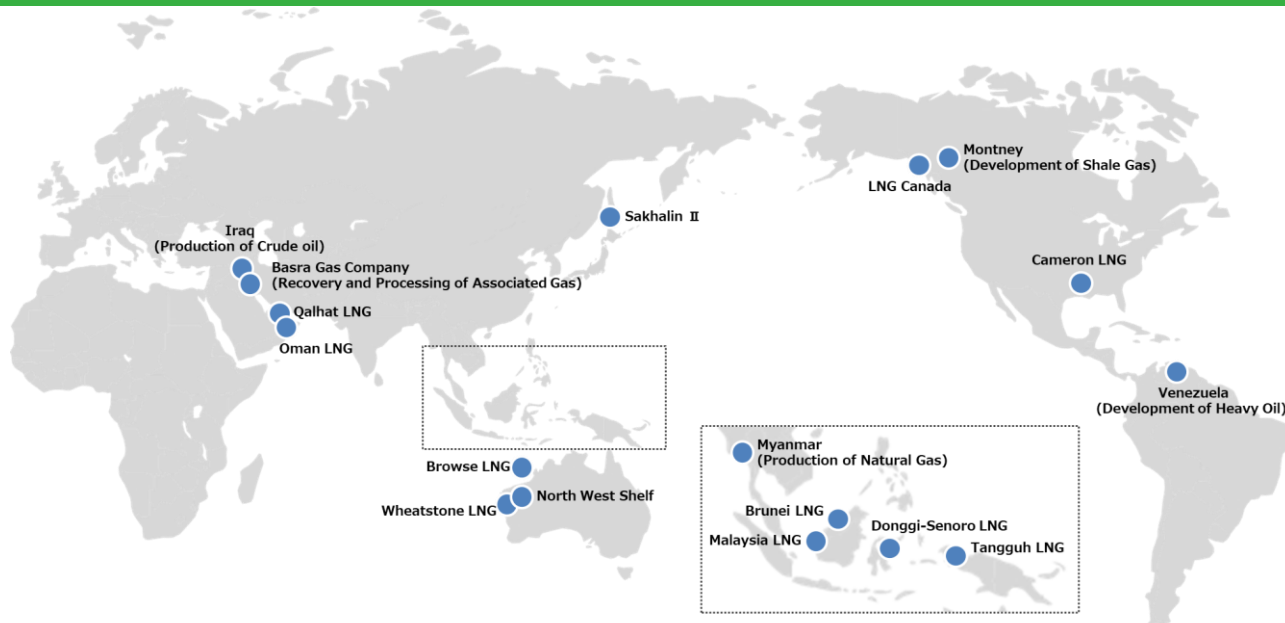 Montney
(Development of Shale Gas)
LNG Canada
Sakhalin Ⅱ
Iraq
(Production of Crude oil)
Basra Gas Company
(Recovery and Processing of Associated Gas)
Cameron LNG
Qalhat LNG
Oman LNG
Venezuela
(Development of Heavy Oil)
Myanmar
(Production of Natural Gas)
Browse LNG
North West Shelf
Wheatstone LNG
Brunei LNG
Donggi-Senoro LNG
Malaysia LNG
Tangguh LNG